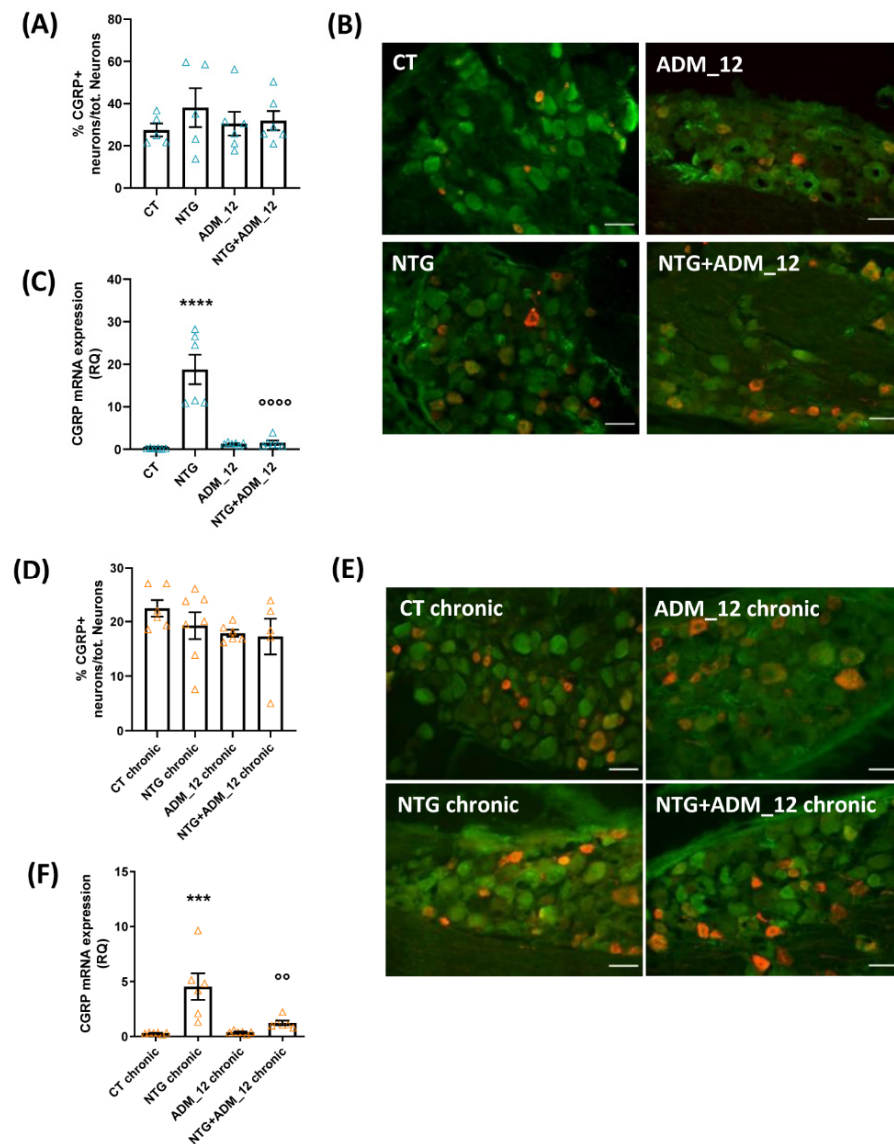 (A)
% CGRP+
neurons/tot. Neurons
80
60
40
20
0
CT
NTG
ADM_12
NTG+ADM_12
(B)
CT
ADM_12
NTG
NTG+ADM_12
(C)
CGRP mRNA expression
(RQ)
40
30
20
10
0
****
°°°°
CT
NTG
ADM_12
NTG+ADM_12
(D)
% CGRP+
neurons/tot. Neurons
30
20
10
0
CT chronic
NTG chronic
ADM_12 chronic
NTG+ADM_12 chronic
(E)
CT chronic
ADM_12 chronic
NTG chronic
NTG+ADM_12 chronic
(F)
CGRP mRNA expression
(RQ)
15
10
5
0
***
°°
CT chronic
NTG chronic
ADM_12 chronic
NTG+ADM_12 chronic